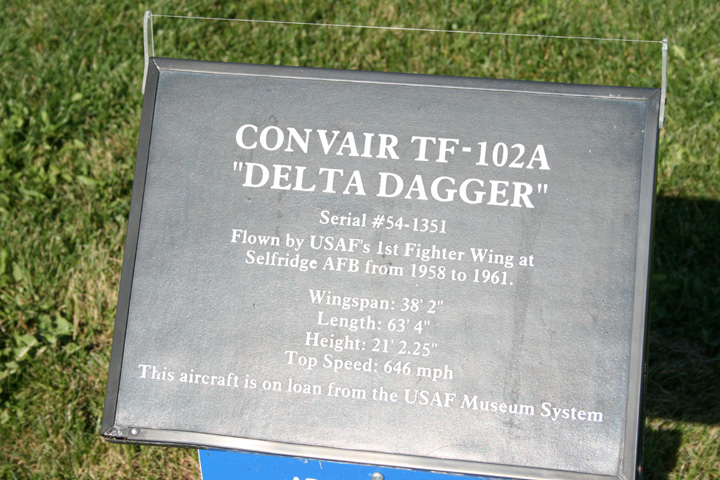 CONVAIR TF-102A
"DELTA DAGGER"
Serial #54-1351
Flown by USAF's 1st Fighter Wing at
Selfridge AFB from 1958 to 1961.
Wingspan: 38' 2"
Length: 63' 4"
Height: 21' 2.25"
Top Speed: 646 mph
This aircraft is on loan from the USAF Museum System